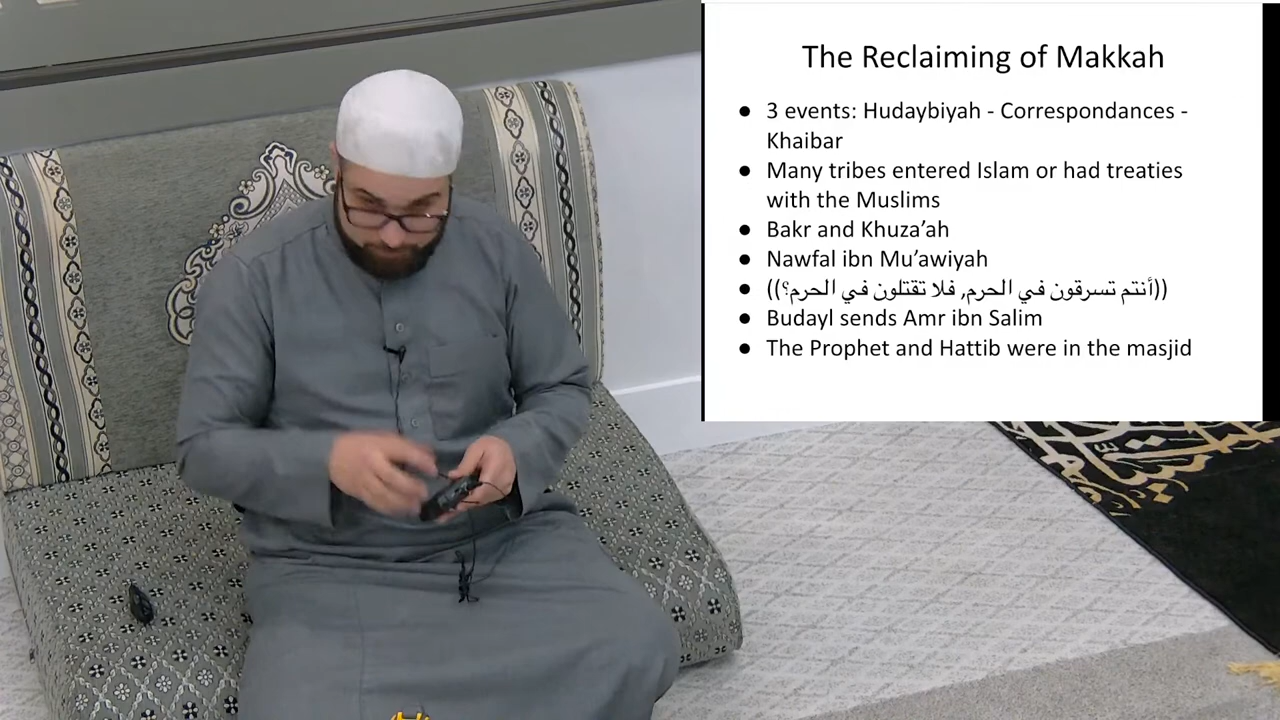 The Reclaiming of Makkah
● 3 events: Hudaybiyah - Correspondances -
Khaibar
● Many tribes entered Islam or had treaties
with the Muslims
● Bakr and Khuza’ah
● Nawfal ibn Mu’awiyah
● ((أنتم تسرقون في الحرم, فلا تقتلون في الحرم؟))
● Budayl sends Amr ibn Salim
● The Prophet and Hattib were in the masjid